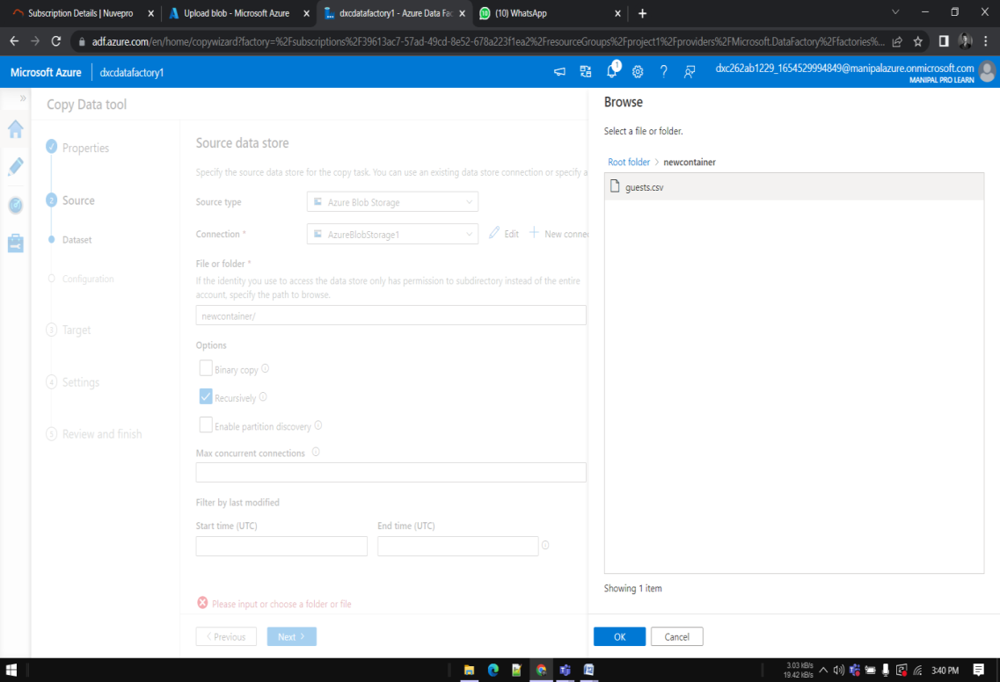 Subscription Details | Nuvepro
Upload blob - Microsoft Azure
dxcdatafactory1 - Azure Data Fac
(10) WhatsApp
adf.azure.com/en/home/copywizard?factory=%2Fsubscriptions%2F39613ac7-57ad-49cd-8e52-678a223f1ea2%2FresourceGroups%2Fproject1%2Fproviders%2FMicrosoft.DataFactory%2Ffactories%...
Microsoft Azure
dxcdatafactory1
1
dxc262ab1229_1654529994849@manipalazure.onmicrosoft.com
MANIPAL PRO LEARN
Copy Data tool
Properties
2 Source
Dataset
Configuration
3 Target
4 Settings
5 Review and finish
Source data store
Specify the source data store for the copy task. You can use an existing data store connection or specify a
Source type
Azure Blob Storage
Connection *
AzureBlobStorage1
Edit
New connec
File or folder *
If the identity you use to access the data store only has permission to subdirectory instead of the entire
account, specify the path to browse.
newcontainer/
Options
Binary copy
Recursively
Enable partition discovery
Max concurrent connections
Filter by last modified
Start time (UTC)
End time (UTC)
Please input or choose a folder or file
< Previous
Next >
Browse
Select a file or folder.
Root folder > newcontainer
guests.csv
Showing 1 item
OK
Cancel
3.03 kB/s
19.42 kB/s
3:40 PM